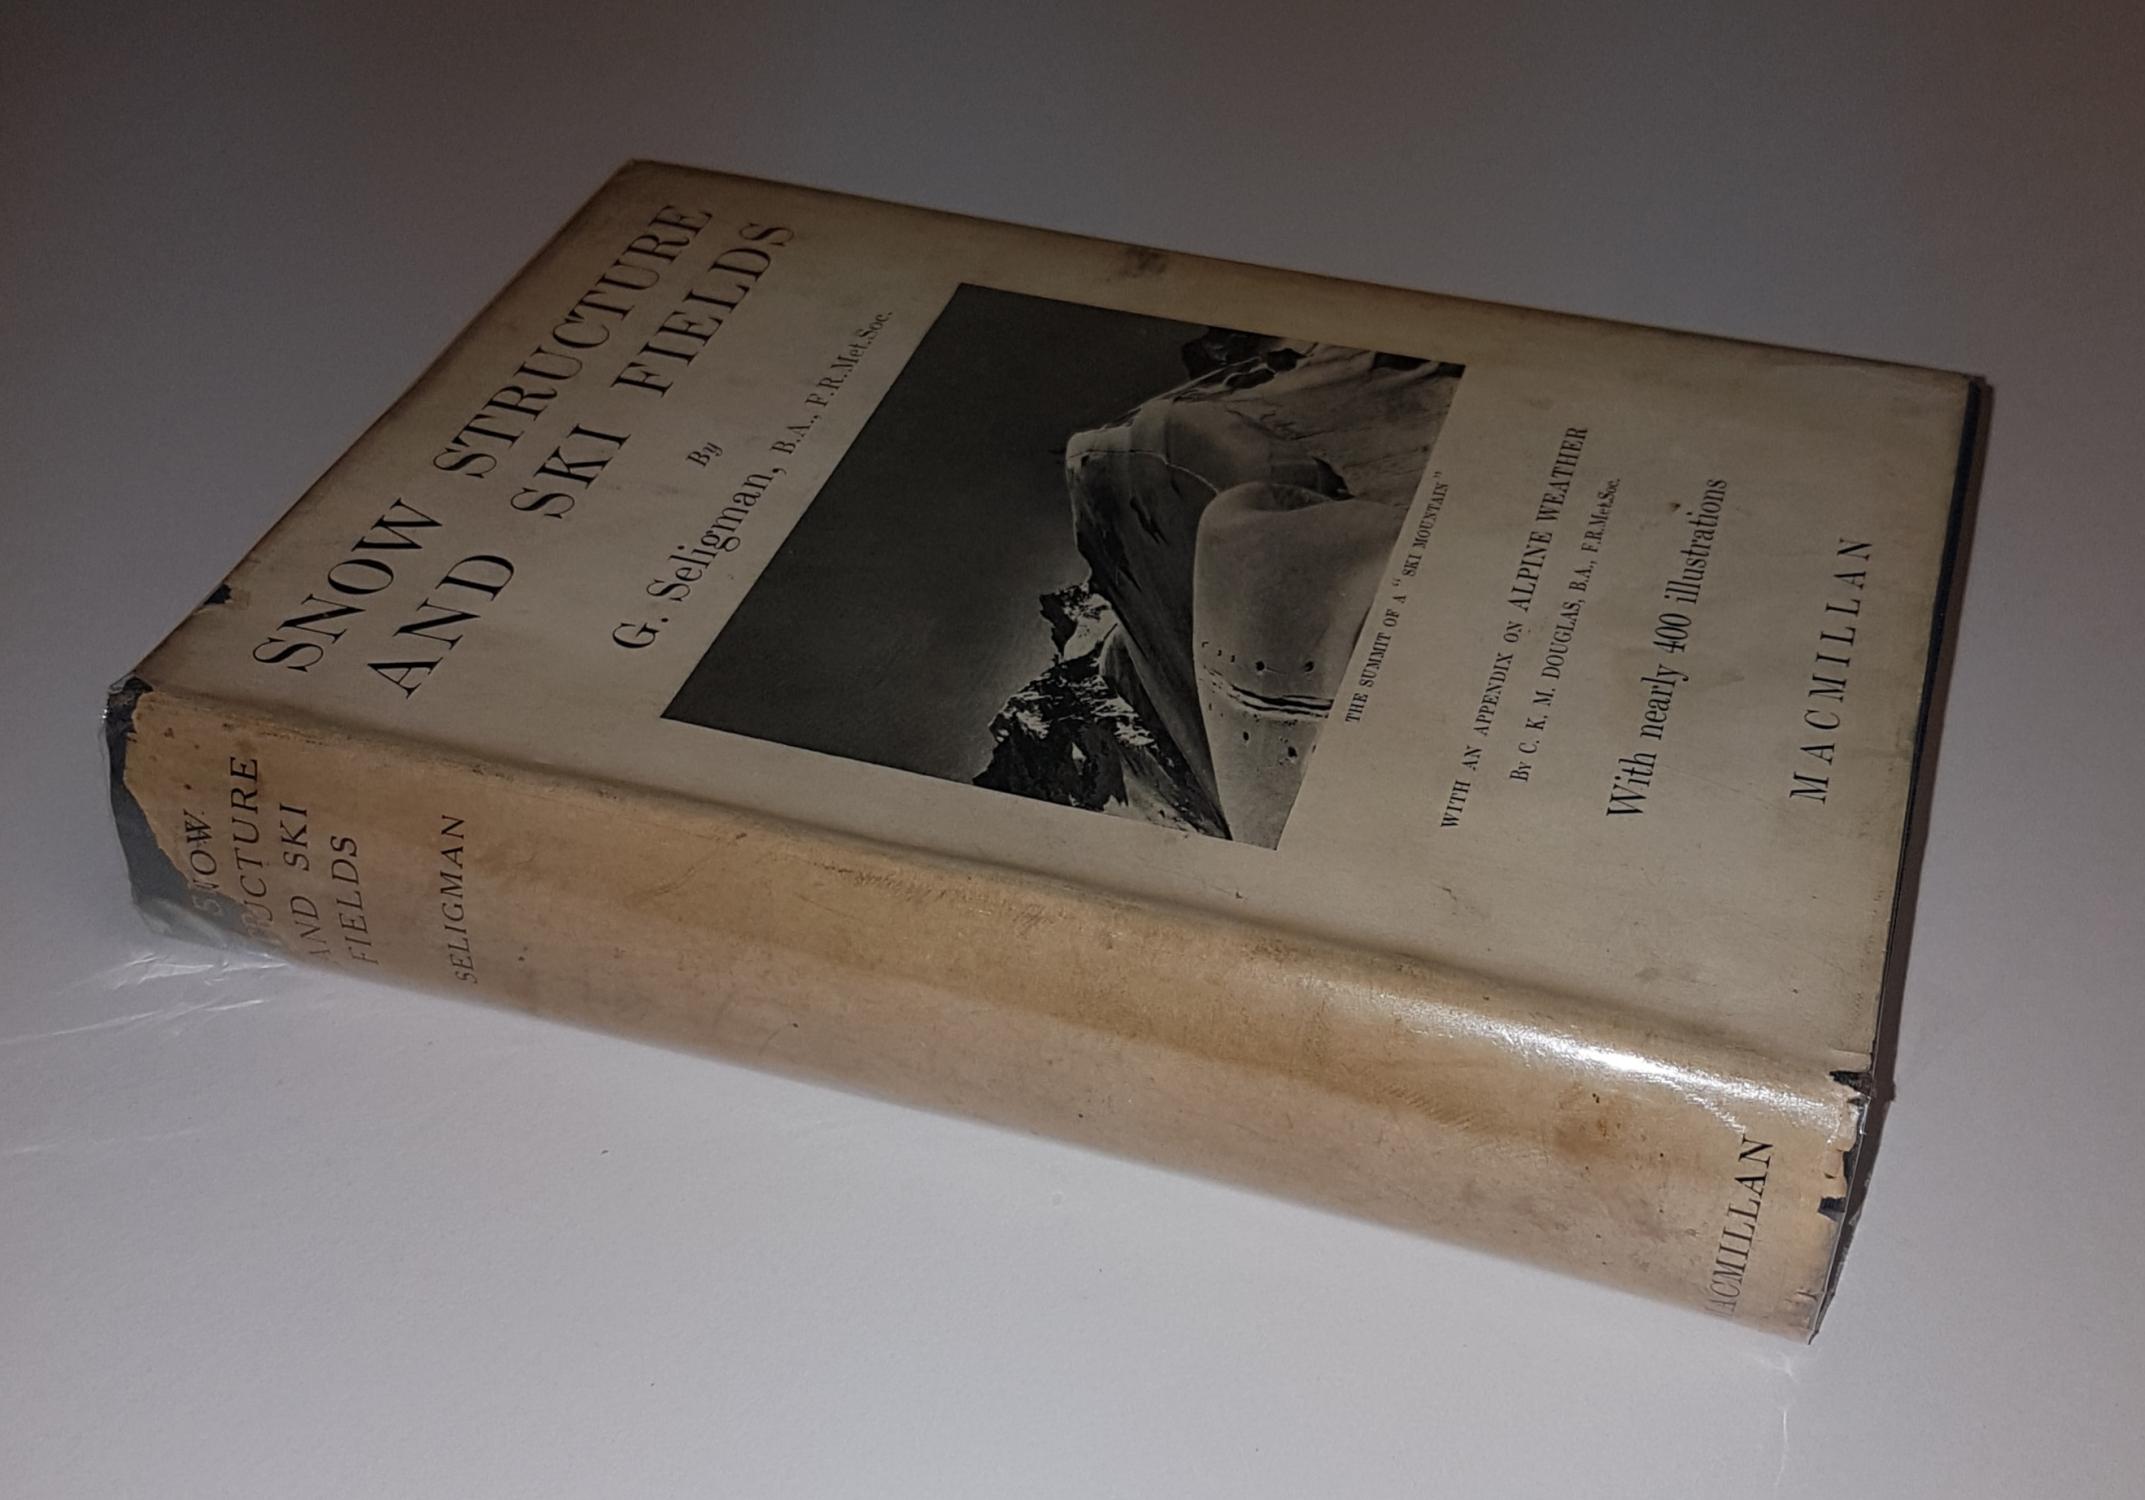 SNOW STRUCTURE
AND SKI FIELDS
By
G. Seligman, B.A., F.R.Met.Soc.
THE SUMMIT OF A "SKI MOUNTAIN"
WITH AN APPENDIX ON ALPINE WEATHER
By C. K. M. DOUGLAS, B.A., F.R.Met.Soc.
With nearly 400 illustrations
MACMILLAN
SNOW
STRUCTURE
AND SKI
FIELDS
SELIGMAN
MACMILLAN